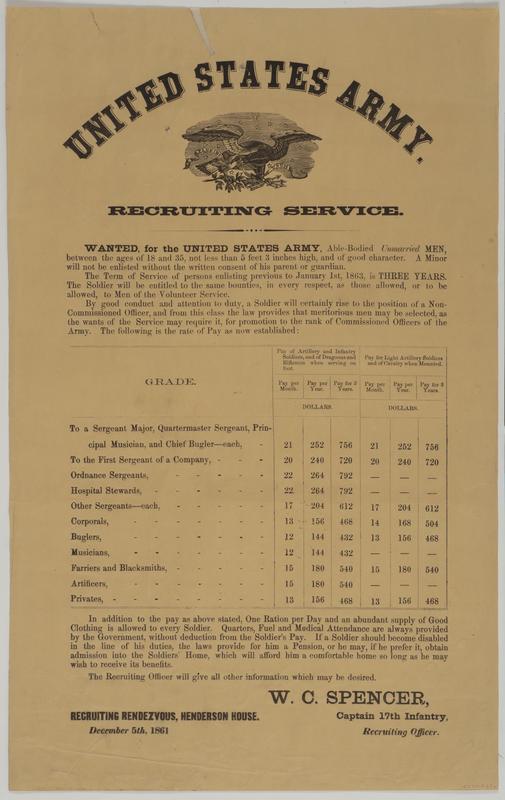 UNITED STATES ARMY.
RECRUITING SERVICE.
WANTED, for the UNITED STATES ARMY, Able-Bodied Unmarried MEN,
between the ages of 18 and 35, not less than 5 feet 3 inches high, and of good character. A Minor
will not be enlisted without the written consent of his parent or guardian.
The Term of Service of persons enlisting previous to January 1st, 1863, is THREE YEARS.
The Soldier will be entitled to the same bounties, in every respect, as those allowed, or to be
allowed, to Men of the Volunteer Service.
By good conduct and attention to duty, a Soldier will certainly rise to the position of a Non-
Commissioned Officer, and from this class the law provides that meritorious men may be selected, as
the wants of the Service may require it, for promotion to the rank of Commissioned Officers of the
Army. The following is the rate of Pay as now established:
GRADE.
Pay of Artillery and Infantry
Soldiers, and of Dragoons and
Riflemen when serving on
foot.
Pay for Light Artillery Soldiers
and of Cavalry when Mounted.
Pay per Month. Pay per Year. Pay for 3 Years. Pay per Month. Pay per Year. Pay for 3 Years.
DOLLARS. DOLLARS.
To a Sergeant Major, Quartermaster Sergeant, Prin-
cipal Musician, and Chief Bugler—each, - 21 252 756 21 252 756
To the First Sergeant of a Company, - - - 20 240 720 20 240 720
Ordnance Sergeants, - - - - - 22 264 792 — — —
Hospital Stewards, - - - - - - 22 264 792 — — —
Other Sergeants—each, - - - - - 17 204 612 17 204 612
Corporals, - - - - - - - 13 156 468 14 168 504
Buglers, - - - - - - - 12 144 432 13 156 468
Musicians, - - - - - - - 12 144 432 — — —
Farriers and Blacksmiths, - - - - - 15 180 540 15 180 540
Artificers, - - - - - - - 15 180 540 — — —
Privates, - - - - - - - - 13 156 468 13 156 468
In addition to the pay as above stated, One Ration per Day and an abundant supply of Good
Clothing is allowed to every Soldier. Quarters, Fuel and Medical Attendance are always provided
by the Government, without deduction from the Soldier's Pay. If a Soldier should become disabled
in the line of his duties, the laws provide for him a Pension, or he may, if he prefer it, obtain
admission into the Soldiers' Home, which will afford him a comfortable home so long as he may
wish to receive its benefits.
The Recruiting Officer will give all other information which may be desired.
W. C. SPENCER,
RECRUITING RENDEZVOUS, HENDERSON HOUSE. Captain 17th Infantry,
December 5th, 1861 Recruiting Officer.